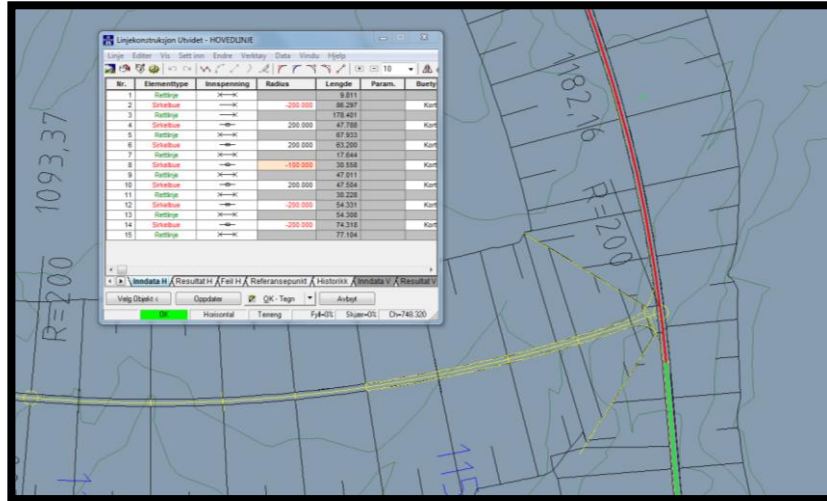 Linjekonstruksjon Utvidet - HOVEDLINJE
Linje Editer Vis Sett inn Endre Verktøy Data Vindu Hjelp
10
Nr. Elementtype Innspenning Radius Lengde Param. Buety
1 Rettlinje 9.811
2 Sirkelbue -200.000 86.297 Kort
3 Rettlinje 178.401
4 Sirkelbue 200.000 47.788 Kort
5 Rettlinje 67.933
6 Sirkelbue 200.000 63.200 Kort
7 Rettlinje 17.644
8 Sirkelbue -100.000 30.558 Kort
9 Rettlinje 47.011
10 Sirkelbue 200.000 47.504 Kort
11 Rettlinje 30.228
12 Sirkelbue -200.000 54.331 Kort
13 Rettlinje 54.308
14 Sirkelbue -200.000 74.318 Kort
15 Rettlinje 77.104
Inndata H Resultat H Feil H Referansepunkt Historikk Inndata V Resultat V
Velg Objekt < Oppdater OK - Tegn Avbryt
OK Horisontal Terreng Fyll=0% Skjær=0% Ch=748.320
1093,37
R=200
182,16
R=200